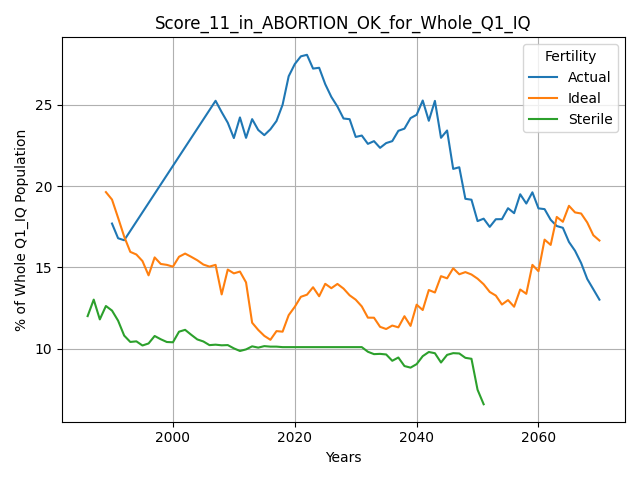 Score_11_in_ABORTION_OK_for_Whole_Q1_IQ
Fertility
Actual
Ideal
Sterile
% of Whole Q1_IQ Population
25
20
15
10
2000
2020
2040
2060
Years